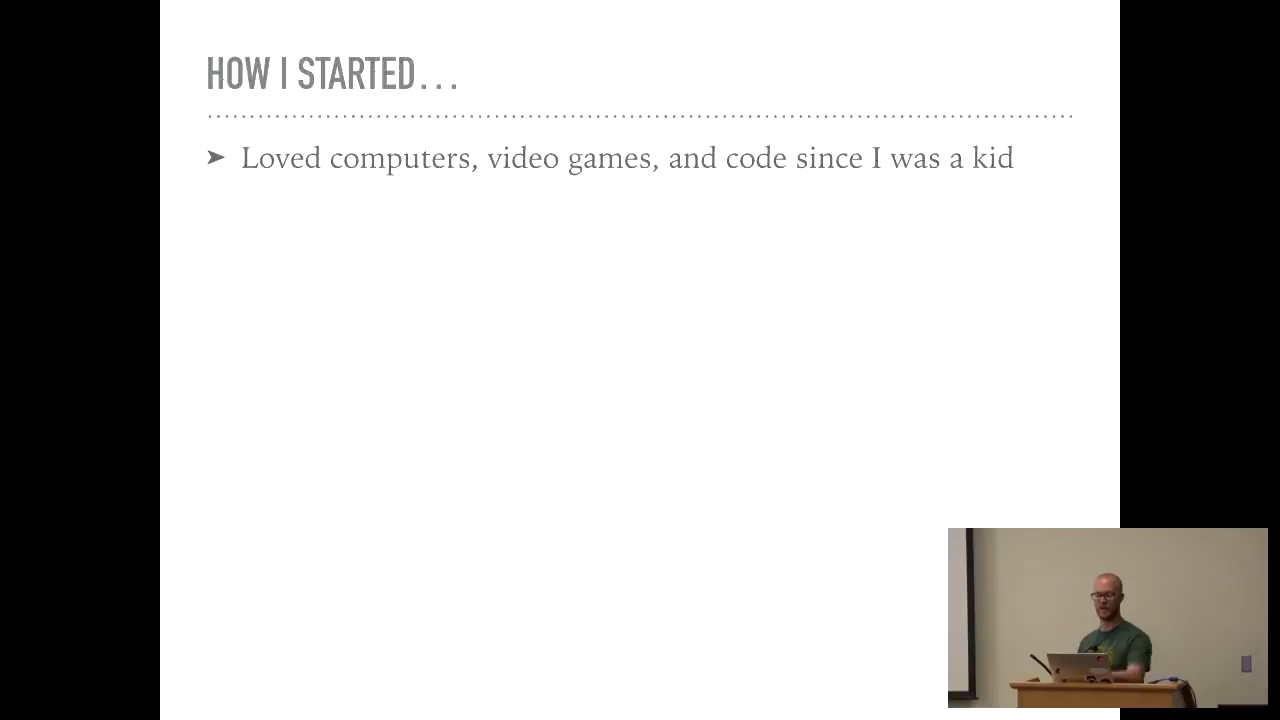 HOW I STARTED...
➤ Loved computers, video games, and code since I was a kid